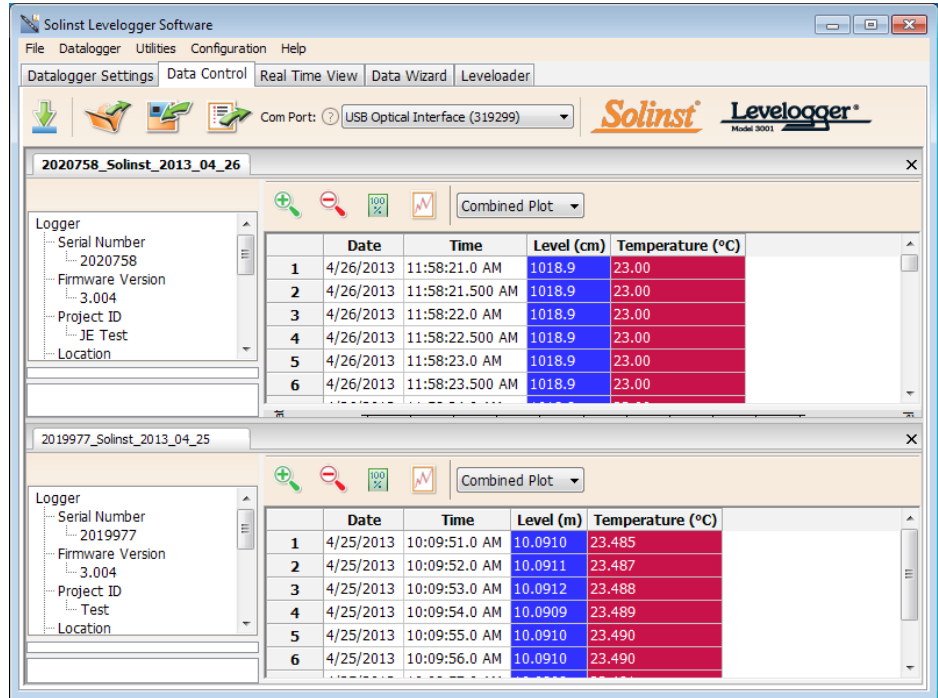 Solinst Levelogger Software
File Datalogger Utilities Configuration Help
Datalogger Settings Data Control Real Time View Data Wizard Leveloader
Com Port: ? USB Optical Interface (319299) Solinst Levelogger
Model 3001
2020758_Solinst_2013_04_26
100 % Combined Plot
Logger
Serial Number
2020758
Firmware Version
3.004
Project ID
JE Test
Location
Date Time Level (cm) Temperature (°C)
1 4/26/2013 11:58:21.0 AM 1018.9 23.00
2 4/26/2013 11:58:21.500 AM 1018.9 23.00
3 4/26/2013 11:58:22.0 AM 1018.9 23.00
4 4/26/2013 11:58:22.500 AM 1018.9 23.00
5 4/26/2013 11:58:23.0 AM 1018.9 23.00
6 4/26/2013 11:58:23.500 AM 1018.9 23.00
2019977_Solinst_2013_04_25
100 % Combined Plot
Logger
Serial Number
2019977
Firmware Version
3.004
Project ID
Test
Location
Date Time Level (m) Temperature (°C)
1 4/25/2013 10:09:51.0 AM 10.0910 23.485
2 4/25/2013 10:09:52.0 AM 10.0911 23.487
3 4/25/2013 10:09:53.0 AM 10.0912 23.488
4 4/25/2013 10:09:54.0 AM 10.0909 23.489
5 4/25/2013 10:09:55.0 AM 10.0910 23.490
6 4/25/2013 10:09:56.0 AM 10.0910 23.490